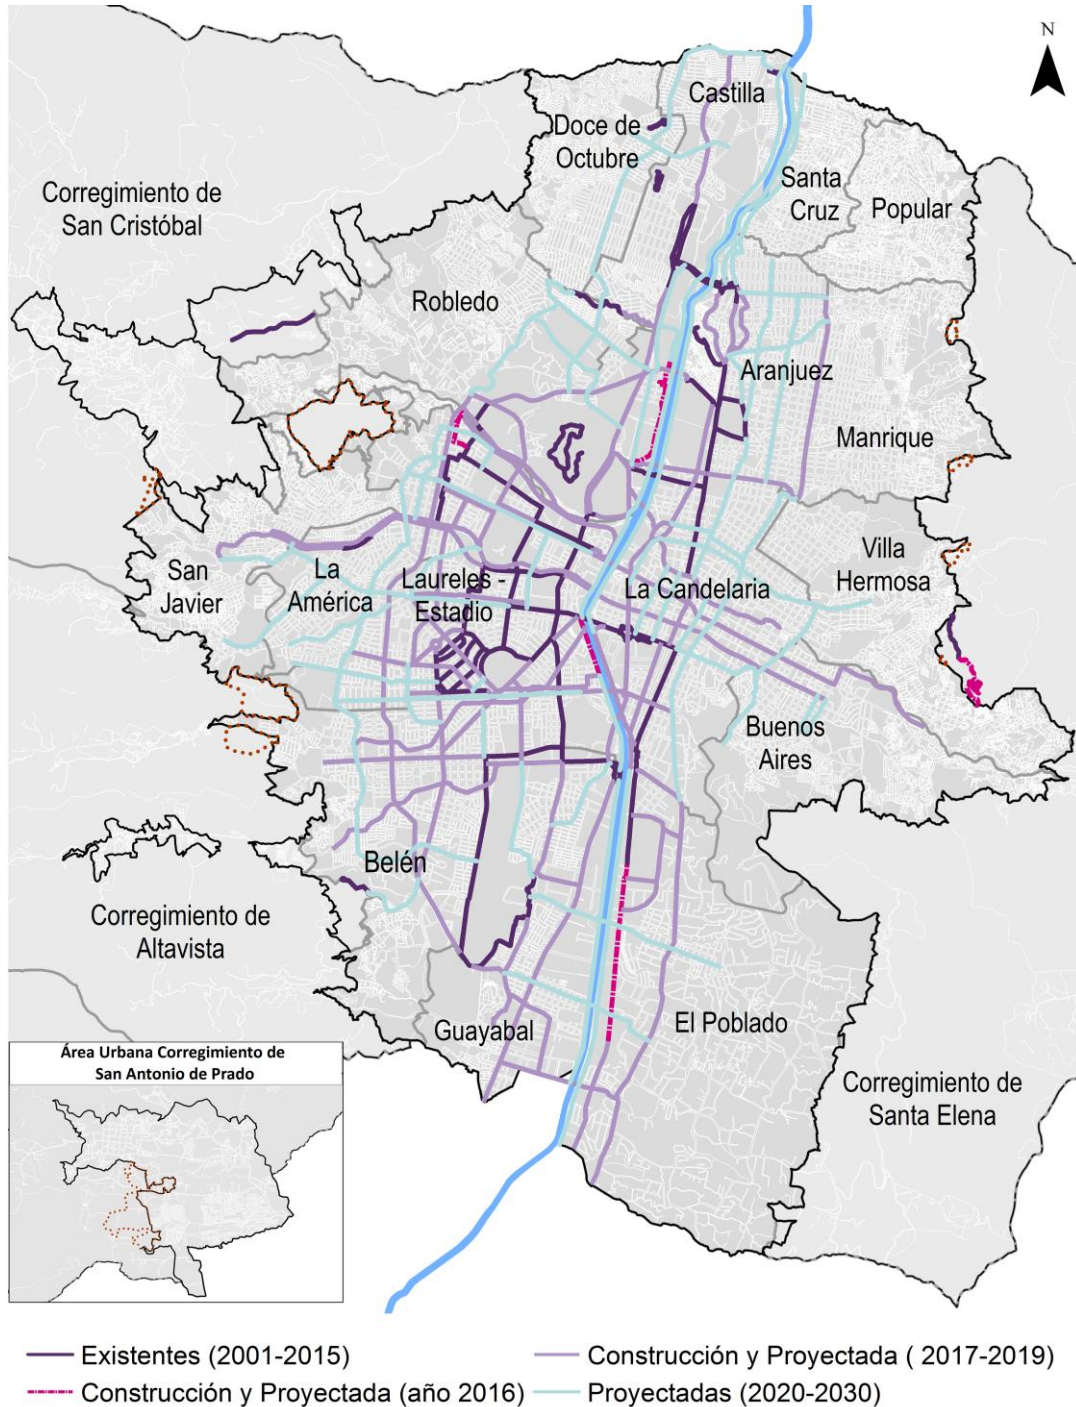 N
Castilla
Doce de
Octubre
Santa
Cruz
Popular
Corregimiento de
San Cristóbal
Robledo
Aranjuez
Manrique
Villa
Hermosa
San
Javier
La
América
Laureles -
Estadio
La Candelaria
Buenos
Aires
Belén
Corregimiento de
Altavista
Guayabal
El Poblado
Corregimiento de
Santa Elena
Área Urbana Corregimiento de
San Antonio de Prado
Existentes (2001-2015)
Construcción y Proyectada ( 2017-2019)
Construcción y Proyectada (año 2016)
Proyectadas (2020-2030)